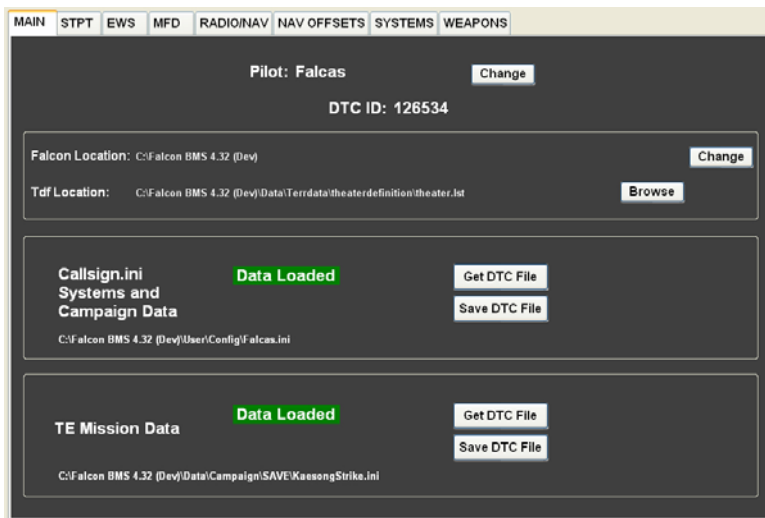 MAIN STPT EWS MFD RADIO/NAV NAV OFFSETS SYSTEMS WEAPONS
Pilot: Falcas Change
DTC ID: 126534
Falcon Location: C:\Falcon BMS 4.32 (Dev) Change
Tdf Location: C:\Falcon BMS 4.32 (Dev)\Data\Terrdata\theaterdefinition\theater.lst Browse
Callsign.ini Data Loaded Get DTC File
Systems and
Campaign Data Save DTC File
C:\Falcon BMS 4.32 (Dev)\User\Config\Falcas.ini
Data Loaded Get DTC File
TE Mission Data
Save DTC File
C:\Falcon BMS 4.32 (Dev)\Data\Campaign\SAVE\KaesongStrike.ini